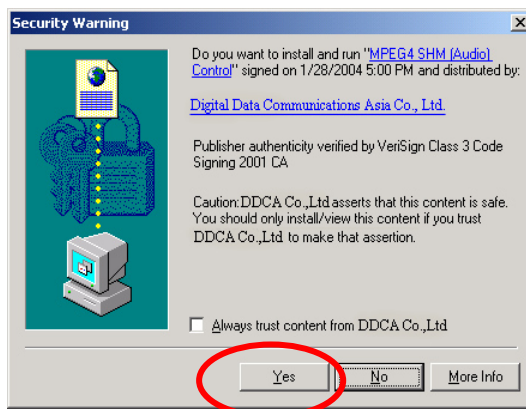 Security Warning
Do you want to install and run "MPEG4 SHM (Audio)
Control" signed on 1/28/2004 5:00 PM and distributed by:
Digital Data Communications Asia Co., Ltd.
Publisher authenticity verified by VeriSign Class 3 Code
Signing 2001 CA
Caution:DDCA Co.,Ltd asserts that this content is safe.
You should only install/view this content if you trust
DDCA Co.,Ltd to make that assertion.
Always trust content from DDCA Co.,Ltd
Yes No More Info